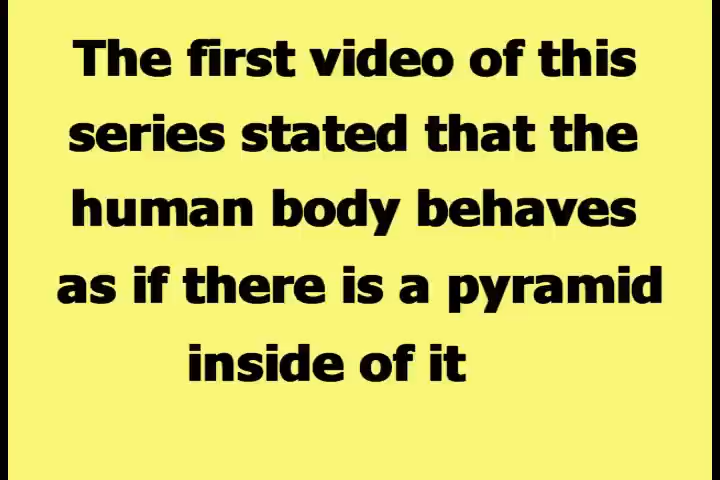 The first video of this
series stated that the
human body behaves
as if there is a pyramid
inside of it